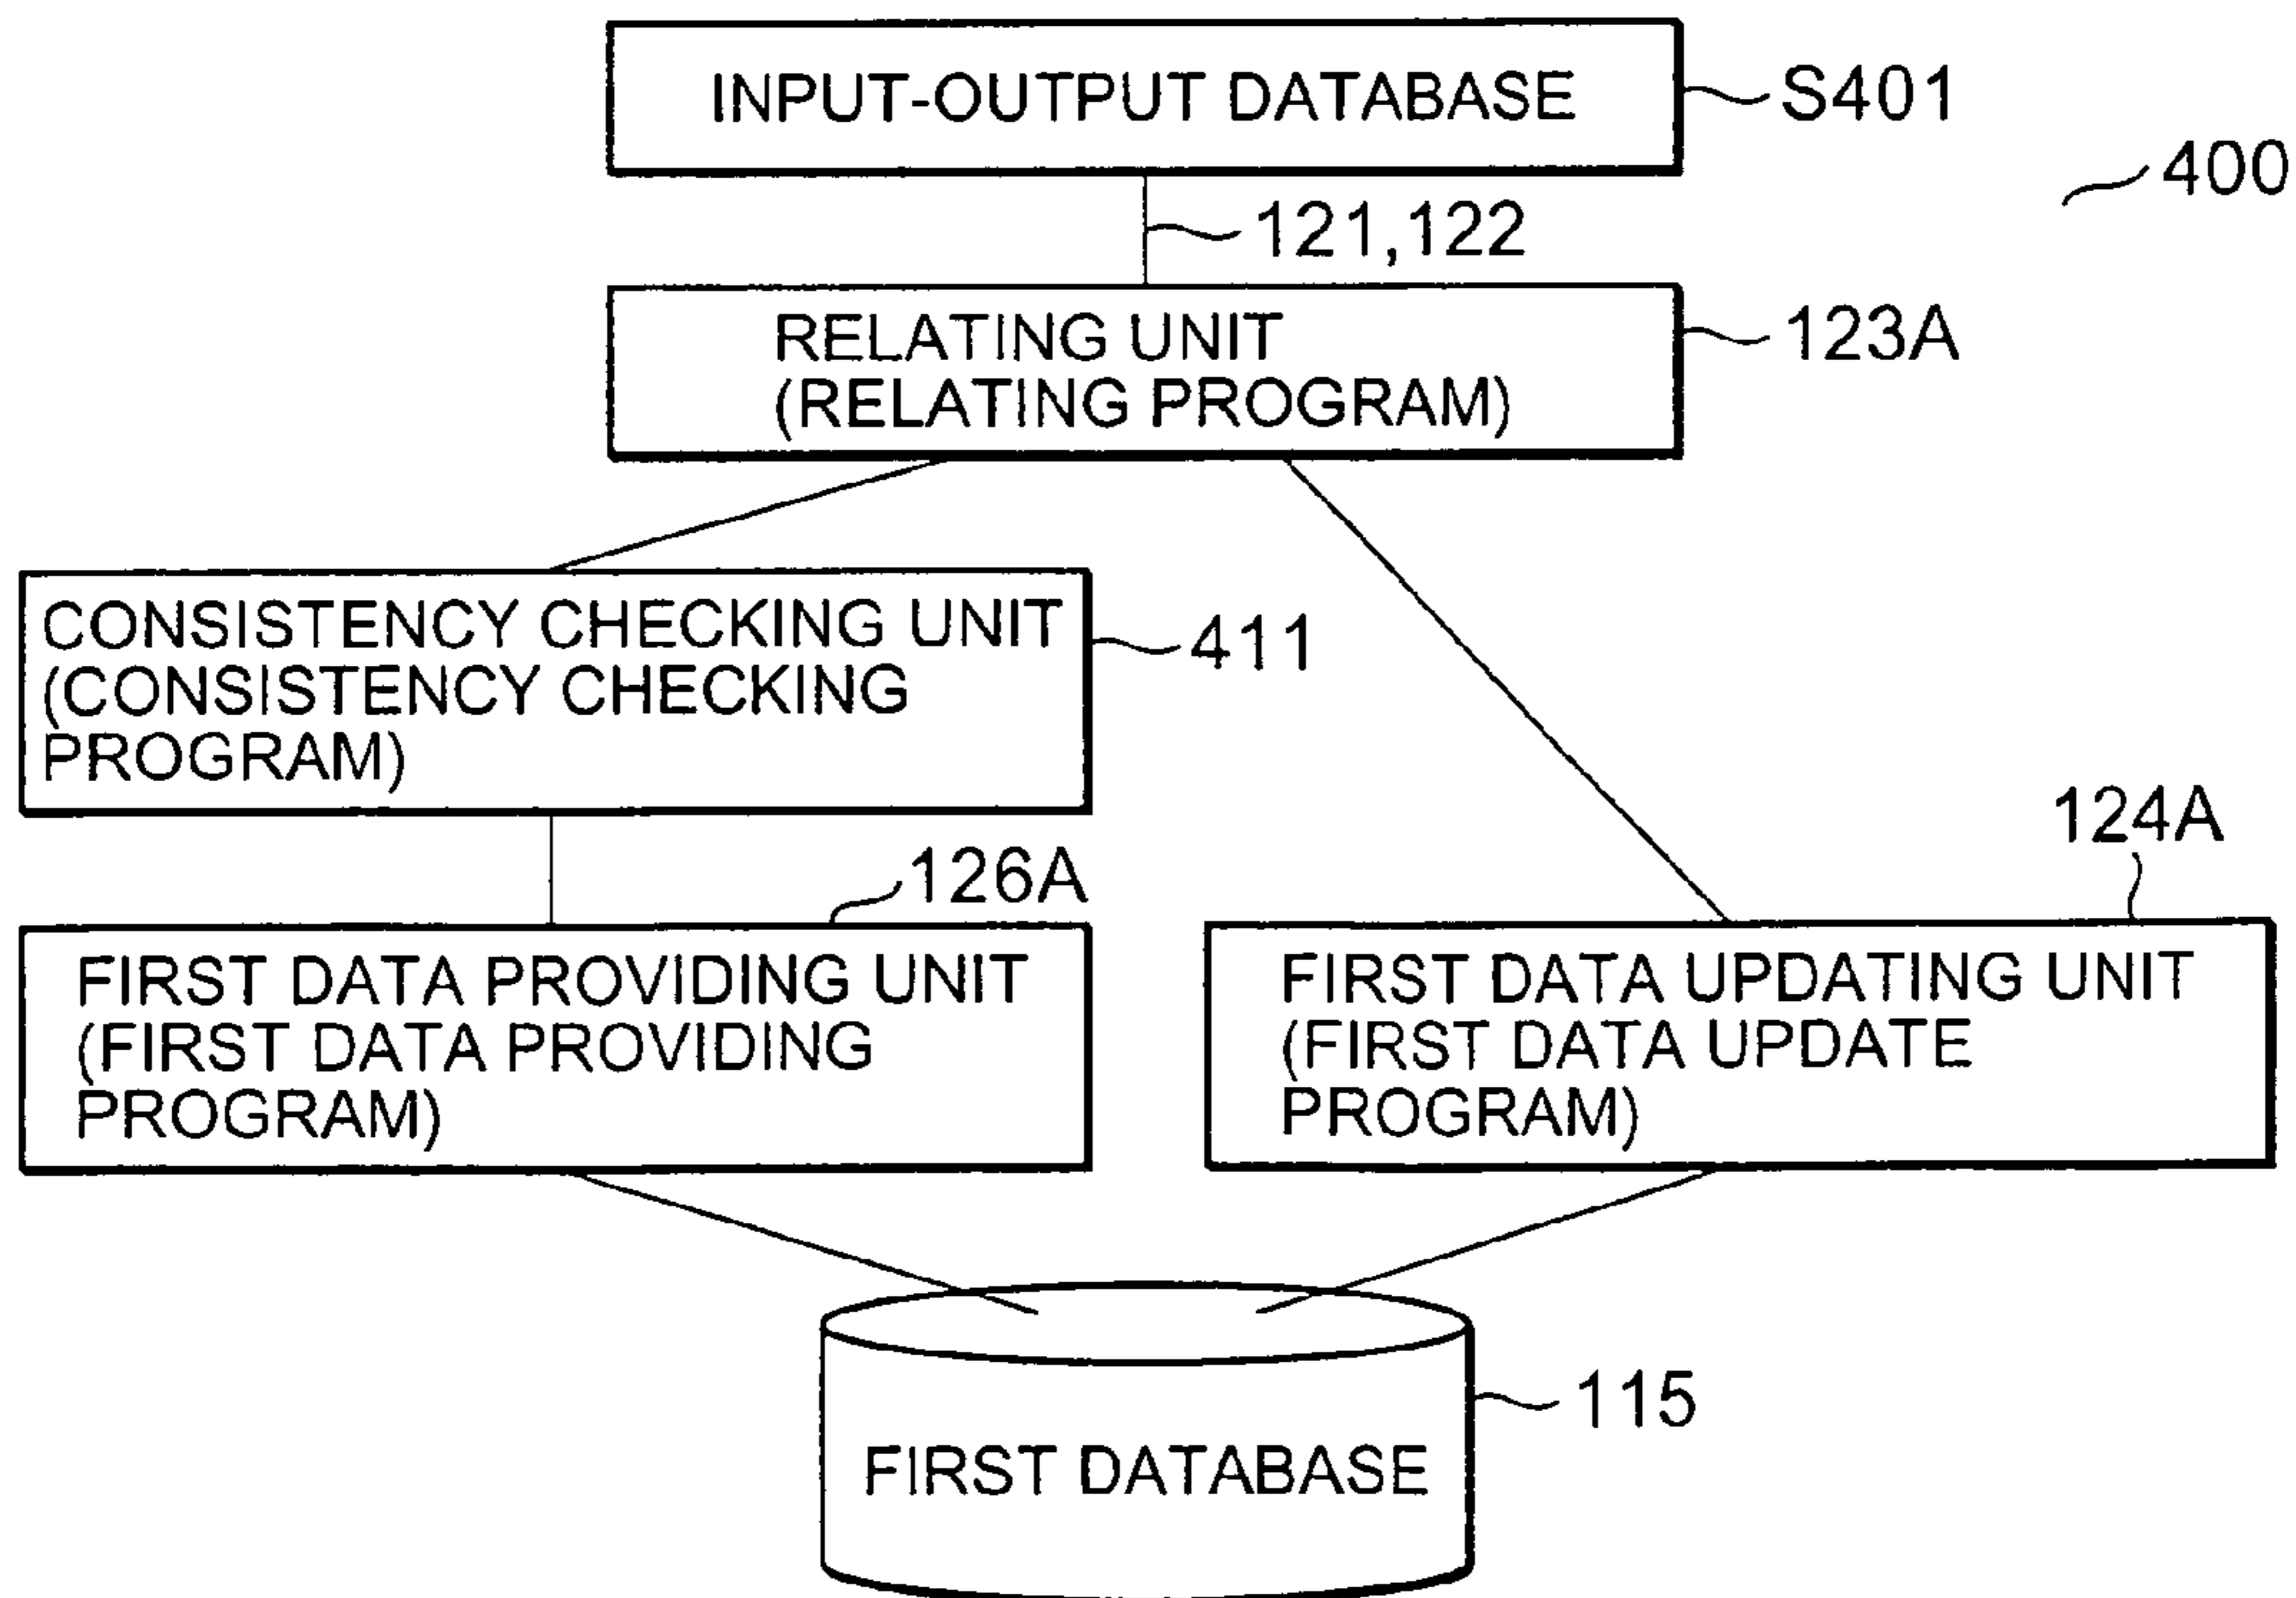 INPUT-OUTPUT DATABASE
S401
400
121,122
RELATING UNIT
(RELATING PROGRAM)
123A
CONSISTENCY CHECKING UNIT
(CONSISTENCY CHECKING
PROGRAM)
411
124A
126A
FIRST DATA PROVIDING UNIT
(FIRST DATA PROVIDING
PROGRAM)
FIRST DATA UPDATING UNIT
(FIRST DATA UPDATE
PROGRAM)
115
FIRST DATABASE